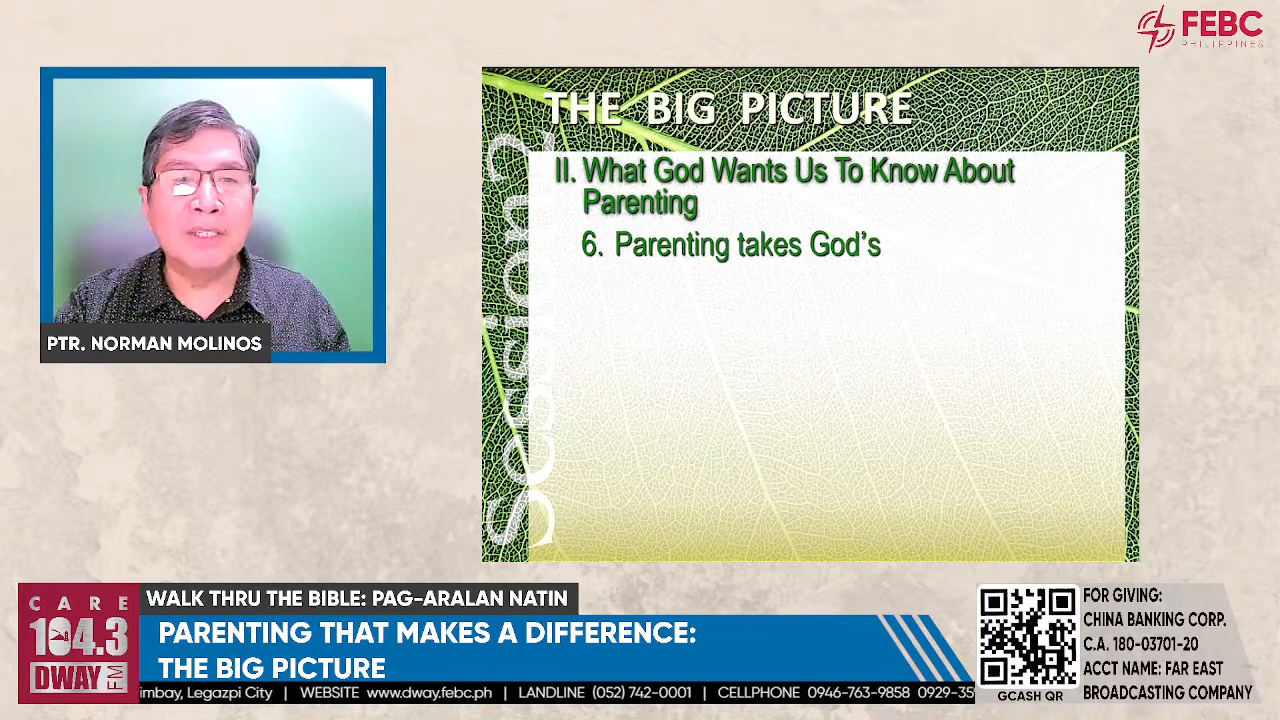 FEBC
PHILIPPINES
PTR. NORMAN MOLINOS
THE BIG PICTURE
II. What God Wants Us To Know About
Parenting
6. Parenting takes God's
CARE
104.3
DWAY FM
WALK THRU THE BIBLE: PAG-ARALAN NATIN
PARENTING THAT MAKES A DIFFERENCE:
THE BIG PICTURE
imbay, Legazpi City | WEBSITE www.dway.febc.ph | LANDLINE (052) 742-0001 | CELLPHONE 0946-763-9858 0929-35
GCASH QR
FOR GIVING:
CHINA BANKING CORP.
C.A. 180-03701-20
ACCT NAME: FAR EAST
BROADCASTING COMPANY